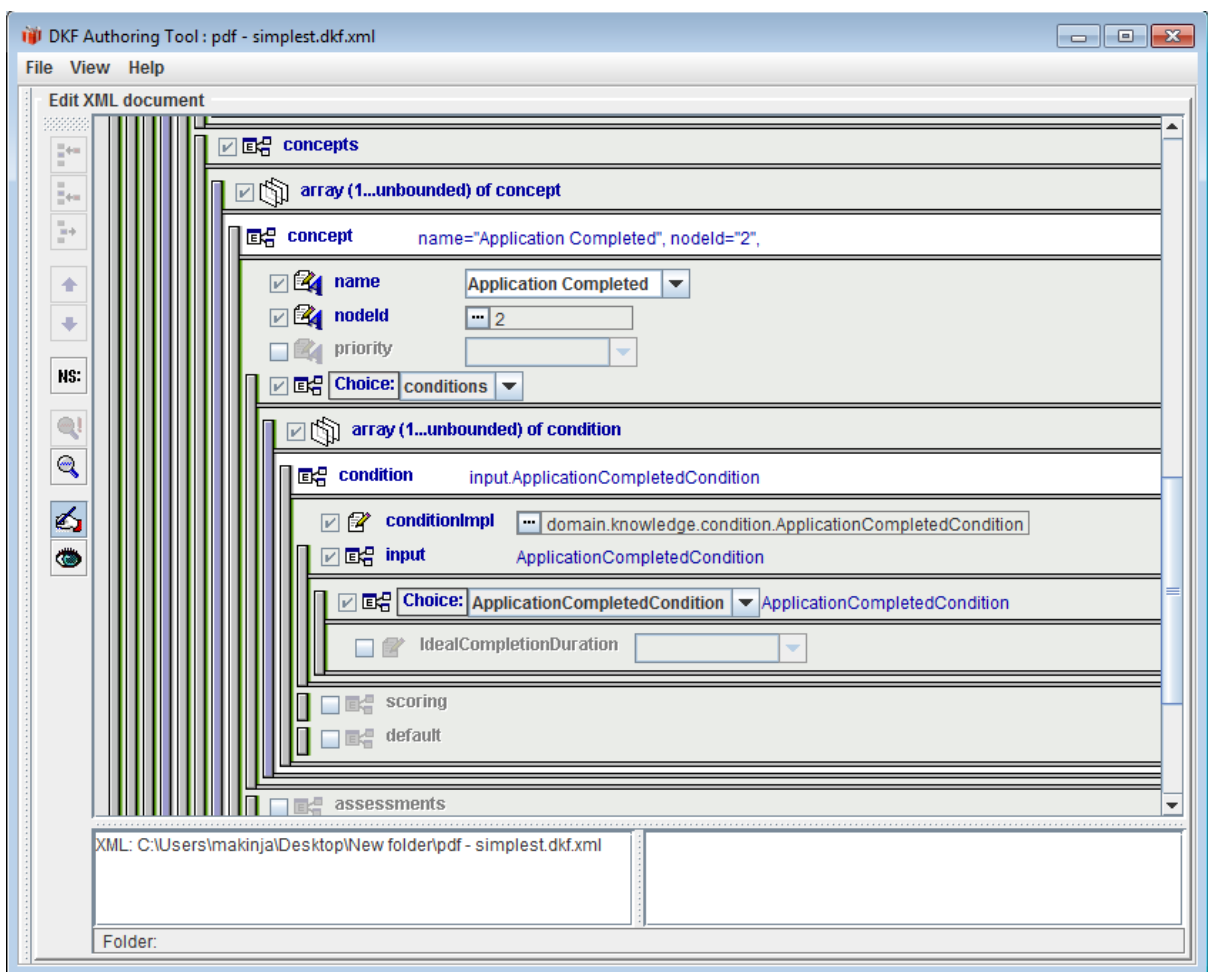 DKF Authoring Tool : pdf - simplest.dkf.xml
File View Help
Edit XML document
concepts
array (1...unbounded) of concept
concept name="Application Completed", nodeId="2",
name Application Completed
nodeId ... 2
priority
NS:
Choice: conditions
array (1...unbounded) of condition
condition input.ApplicationCompletedCondition
conditionImpl ... domain.knowledge.condition.ApplicationCompletedCondition
input ApplicationCompletedCondition
Choice: ApplicationCompletedCondition ApplicationCompletedCondition
IdealCompletionDuration
scoring
default
assessments
XML: C:\Users\makinja\Desktop\New folder\pdf - simplest.dkf.xml
Folder: